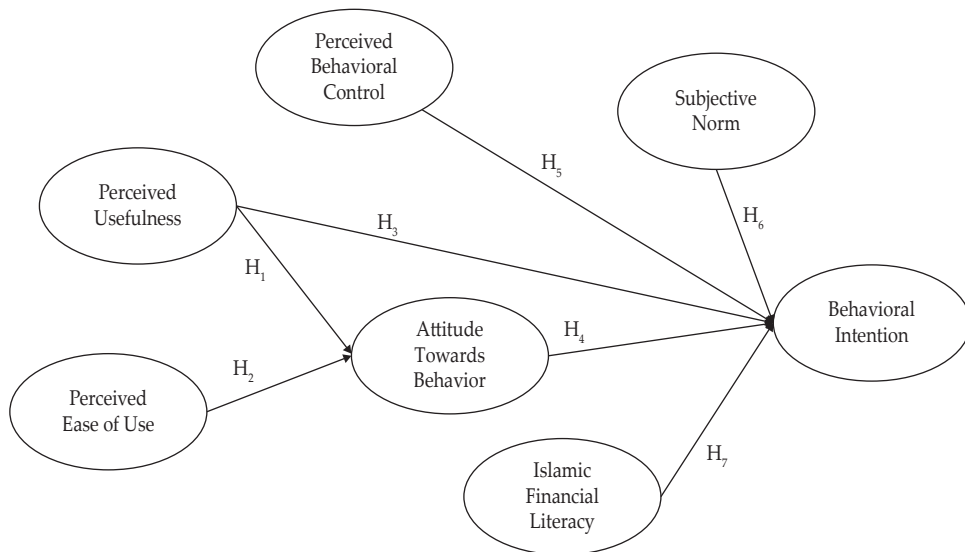 Perceived
Behavioral
Control
Subjective
Norm
H₅
Perceived
Usefulness
H₃
H₆
H₁
Behavioral
Intention
Attitude
Towards
Behavior
H₄
H₂
Perceived
Ease of Use
H₇
Islamic
Financial
Literacy